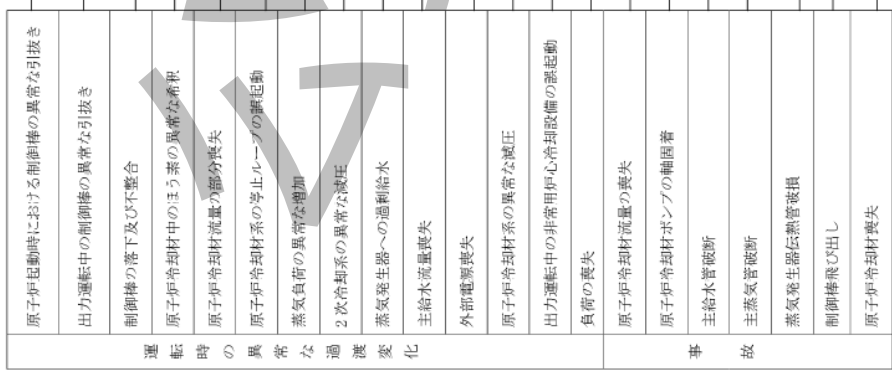 運転時の異常な過渡変化
原子炉起動時における制御棒の異常な引抜き
出力運転中の制御棒の異常な引抜き
制御棒の落下及び不整合
原子炉冷却材中のほう素の異常な希釈
原子炉冷却材流量の部分喪失
原子炉冷却材系の停止ループの誤起動
蒸気負荷の異常な増加
2次冷却系の異常な減圧
蒸気発生器への過剰給水
主給水流量喪失
外部電源喪失
原子炉冷却材系の異常な減圧
出力運転中の非常用炉心冷却設備の誤起動
負荷の喪失
事故
原子炉冷却材流量の喪失
原子炉冷却材ポンプの軸固着
主給水管破断
主蒸気管破断
蒸気発生器伝熱管破損
制御棒飛び出し
原子炉冷却材喪失